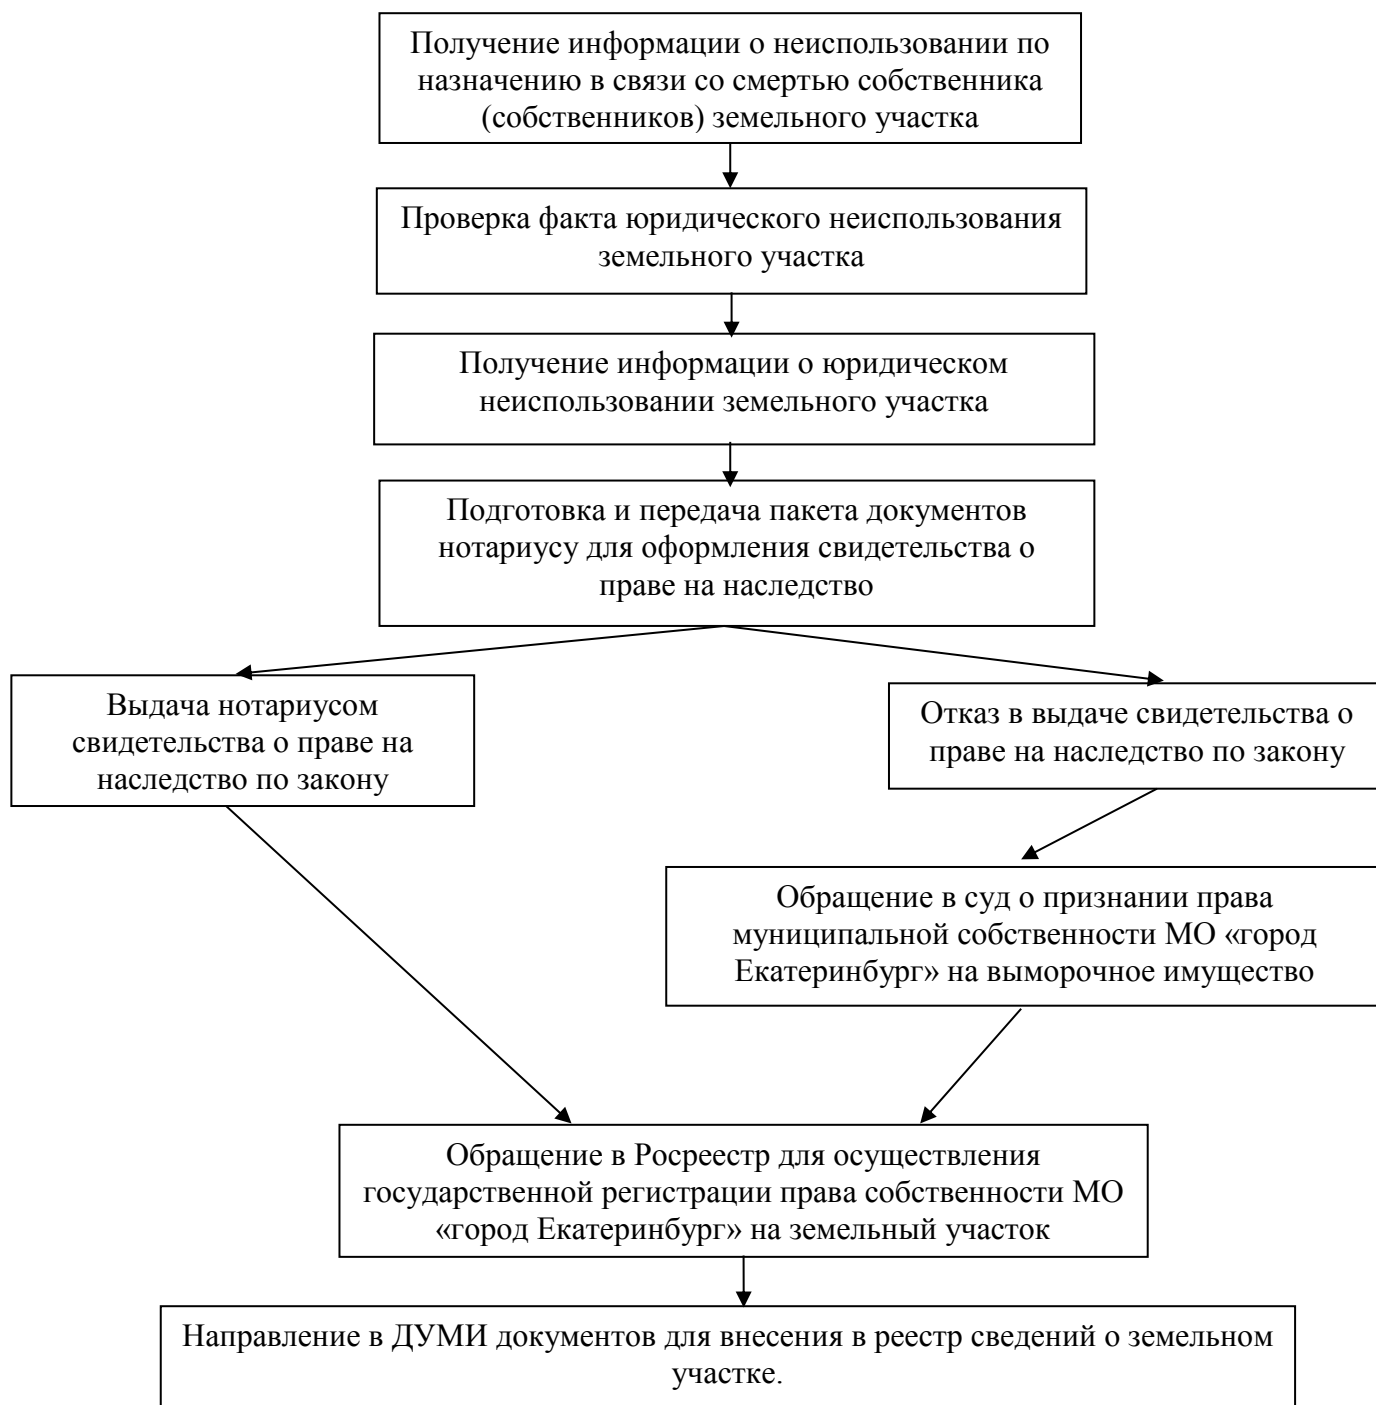 Получение информации о неиспользовании по
назначению в связи со смертью собственника
(собственников) земельного участка
Проверка факта юридического неиспользования
земельного участка
Получение информации о юридическом
неиспользовании земельного участка
Подготовка и передача пакета документов
нотариусу для оформления свидетельства о
праве на наследство
Выдача нотариусом
свидетельства о праве на
наследство по закону
Отказ в выдаче свидетельства о
праве на наследство по закону
Обращение в суд о признании права
муниципальной собственности МО «город
Екатеринбург» на выморочное имущество
Обращение в Росреестр для осуществления
государственной регистрации права собственности МО
«город Екатеринбург» на земельный участок
Направление в ДУМИ документов для внесения в реестр сведений о земельном
участке.